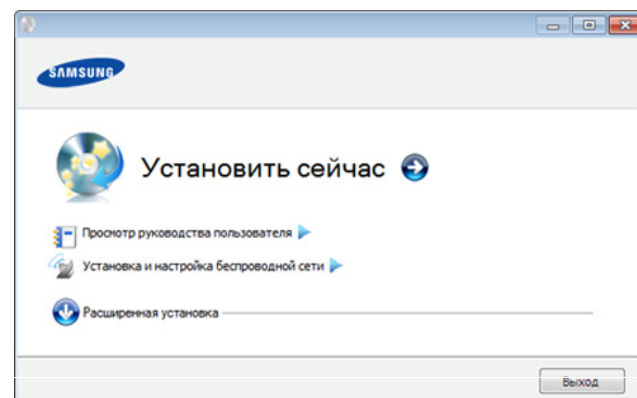 SAMSUNG
Установить сейчас
Просмотр руководства пользователя
Установка и настройка беспроводной сети
Расширенная установка
Выход